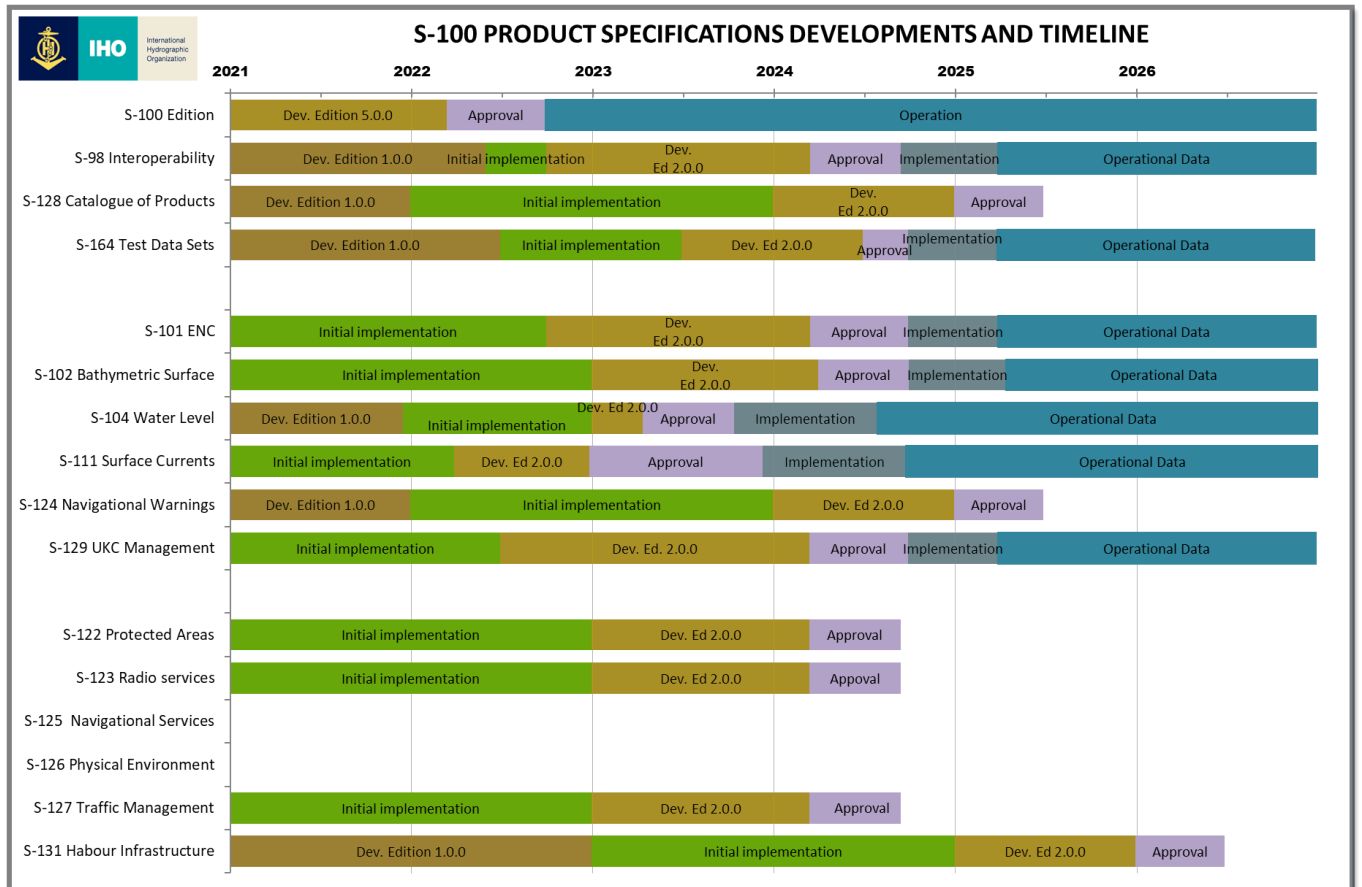 IHO
International
Hydrographic
Organization
S-100 PRODUCT SPECIFICATIONS DEVELOPMENTS AND TIMELINE
2021 2022 2023 2024 2025 2026
S-100 Edition Dev. Edition 5.0.0 Approval Operation
S-98 Interoperability Dev. Edition 1.0.0 Initial implementation Dev. Approval Implementation Operational Data
Ed 2.0.0
S-128 Catalogue of Products Dev. Edition 1.0.0 Initial implementation Dev. Approval
Ed 2.0.0
S-164 Test Data Sets Dev. Edition 1.0.0 Initial implementation Dev. Ed 2.0.0 Approval Implementation Operational Data
S-101 ENC Initial implementation Dev. Approval Implementation Operational Data
Ed 2.0.0
S-102 Bathymetric Surface Initial implementation Dev. Approval Implementation Operational Data
Ed 2.0.0
S-104 Water Level Dev. Edition 1.0.0 Initial implementation Dev. Ed 2.0.0 Approval Implementation Operational Data
S-111 Surface Currents Initial implementation Dev. Ed 2.0.0 Approval Implementation Operational Data
S-124 Navigational Warnings Dev. Edition 1.0.0 Initial implementation Dev. Ed 2.0.0 Approval
S-129 UKC Management Initial implementation Dev. Ed. 2.0.0 Approval Implementation Operational Data
S-122 Protected Areas Initial implementation Dev. Ed 2.0.0 Approval
S-123 Radio services Initial implementation Dev. Ed 2.0.0 Appoval
S-125 Navigational Services
S-126 Physical Environment
S-127 Traffic Management Initial implementation Dev. Ed 2.0.0 Approval
S-131 Habour Infrastructure Dev. Edition 1.0.0 Initial implementation Dev. Ed 2.0.0 Approval